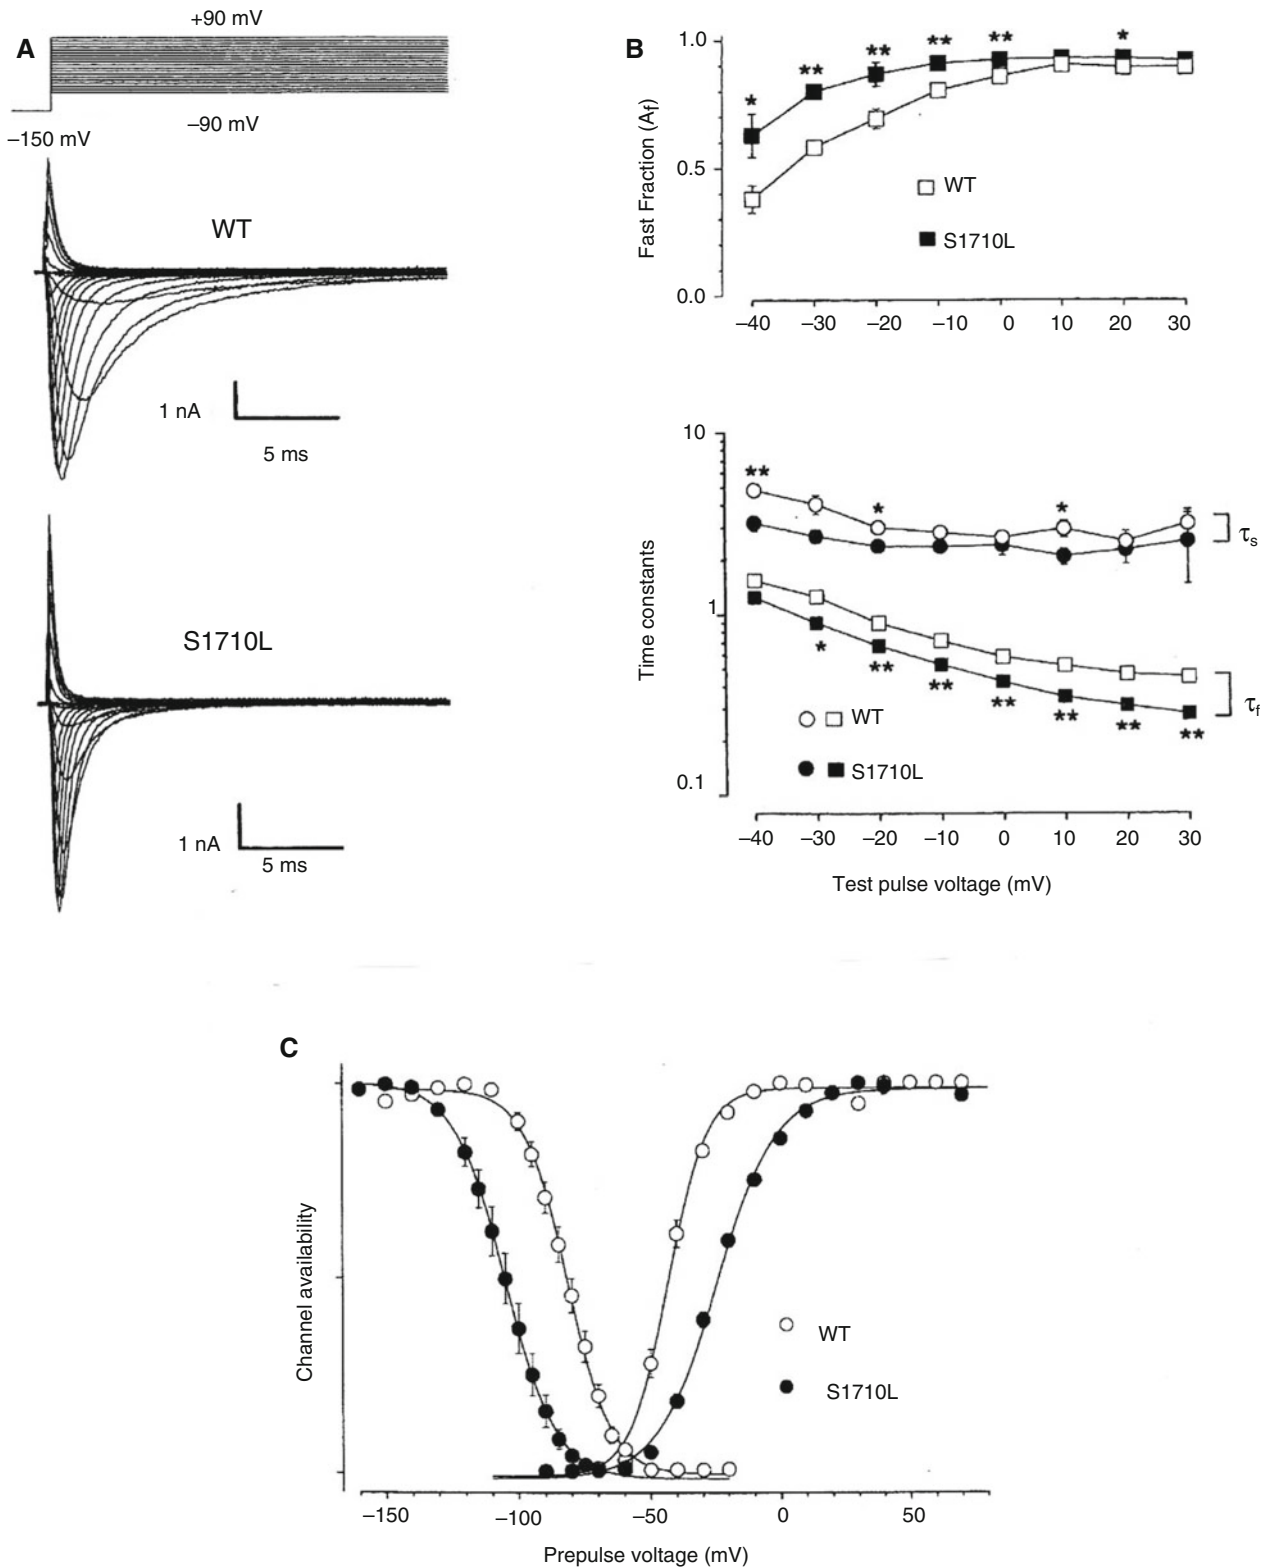 A
+90 mV
−90 mV
−150 mV
WT
1 nA
5 ms
S1710L
1 nA
5 ms
B
Fast Fraction (Af)
1.0
0.5
0.0
*
**
**
**
**
*
WT
S1710L
−40 −30 −20 −10 0 10 20 30
Time constants
10
1
0.1
**
*
*
τs
*
**
**
**
**
**
**
τf
WT
S1710L
−40 −30 −20 −10 0 10 20 30
Test pulse voltage (mV)
C
Channel availability
WT
S1710L
−150 −100 −50 0 50
Prepulse voltage (mV)